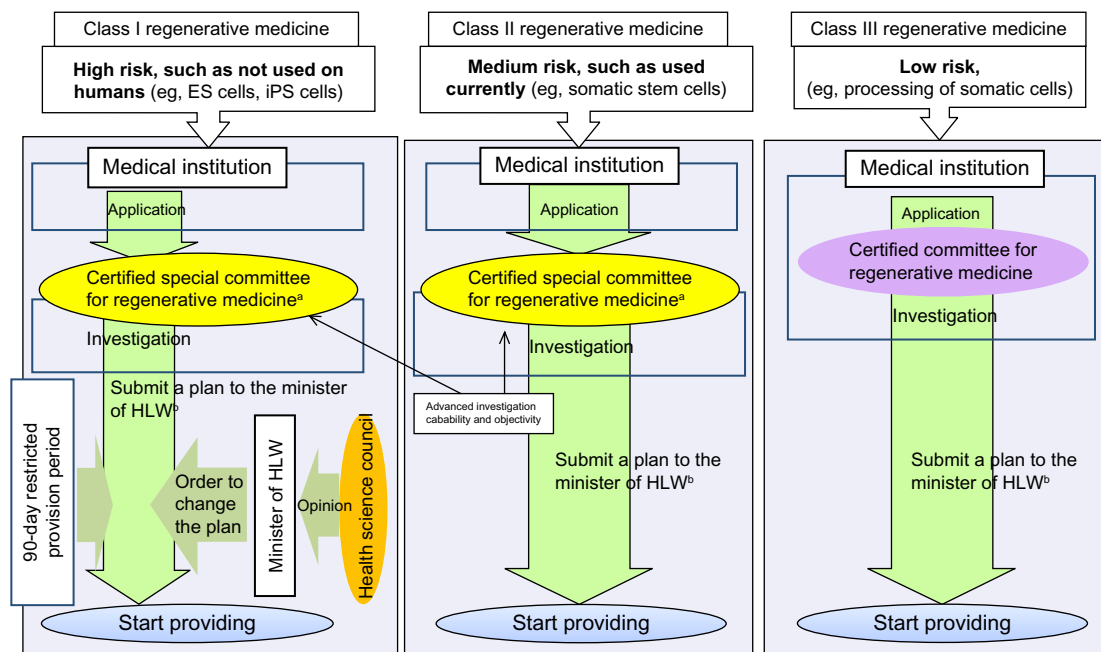 Class I regenerative medicine
High risk, such as not used on
humans (eg, ES cells, iPS cells)
Medical institution
Application
Certified special committee
for regenerative medicineᵃ
Investigation
Submit a plan to the minister
of HLWᵇ
90-day restricted
provision period
Order to
change
the plan
Minister of HLW
Opinion
Health science council
Start providing
Class II regenerative medicine
Medium risk, such as used
currently (eg, somatic stem cells)
Medical institution
Application
Certified special committee
for regenerative medicineᵃ
Investigation
Advanced investigation
cabability and objectivity
Submit a plan to the
minister of HLWᵇ
Start providing
Class III regenerative medicine
Low risk,
(eg, processing of somatic cells)
Medical institution
Application
Certified committee for
regenerative medicine
Investigation
Submit a plan to the
minister of HLWᵇ
Start providing